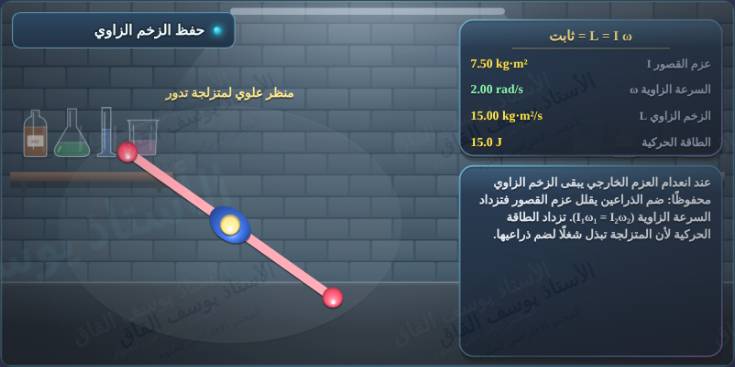 حفظ الزخم الزاوي
منظر علوي لمتزلجة تدور
L = I ω = ثابت
عزم القصور I 7.50 kg·m²
السرعة الزاوية ω 2.00 rad/s
الزخم الزاوي L 15.00 kg·m²/s
الطاقة الحركية 15.0 J
عند انعدام العزم الخارجي يبقى الزخم الزاوي
محفوظًا: ضم الذراعين يقلل عزم القصور فتزداد
السرعة الزاوية (I₁ω₁ = I₂ω₂). تزداد الطاقة
الحركية لأن المتزلجة تبذل شغلًا لضم ذراعيها.
الأستاذ يوسف